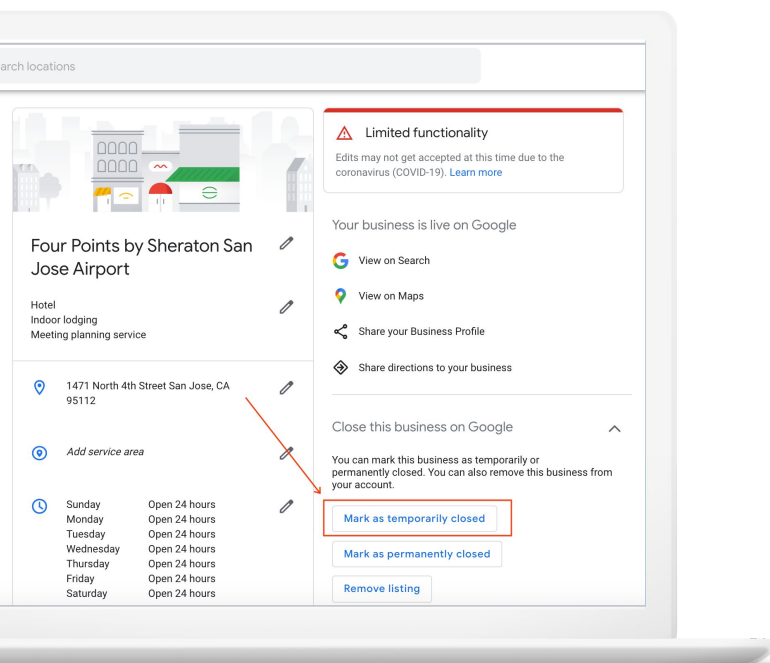 arch locations
Four Points by Sheraton San
Jose Airport
Hotel
Indoor lodging
Meeting planning service
1471 North 4th Street San Jose, CA
95112
Add service area
Sunday Open 24 hours
Monday Open 24 hours
Tuesday Open 24 hours
Wednesday Open 24 hours
Thursday Open 24 hours
Friday Open 24 hours
Saturday Open 24 hours
Limited functionality
Edits may not get accepted at this time due to the
coronavirus (COVID-19). Learn more
Your business is live on Google
View on Search
View on Maps
Share your Business Profile
Share directions to your business
Close this business on Google
You can mark this business as temporarily or
permanently closed. You can also remove this business from
your account.
Mark as temporarily closed
Mark as permanently closed
Remove listing